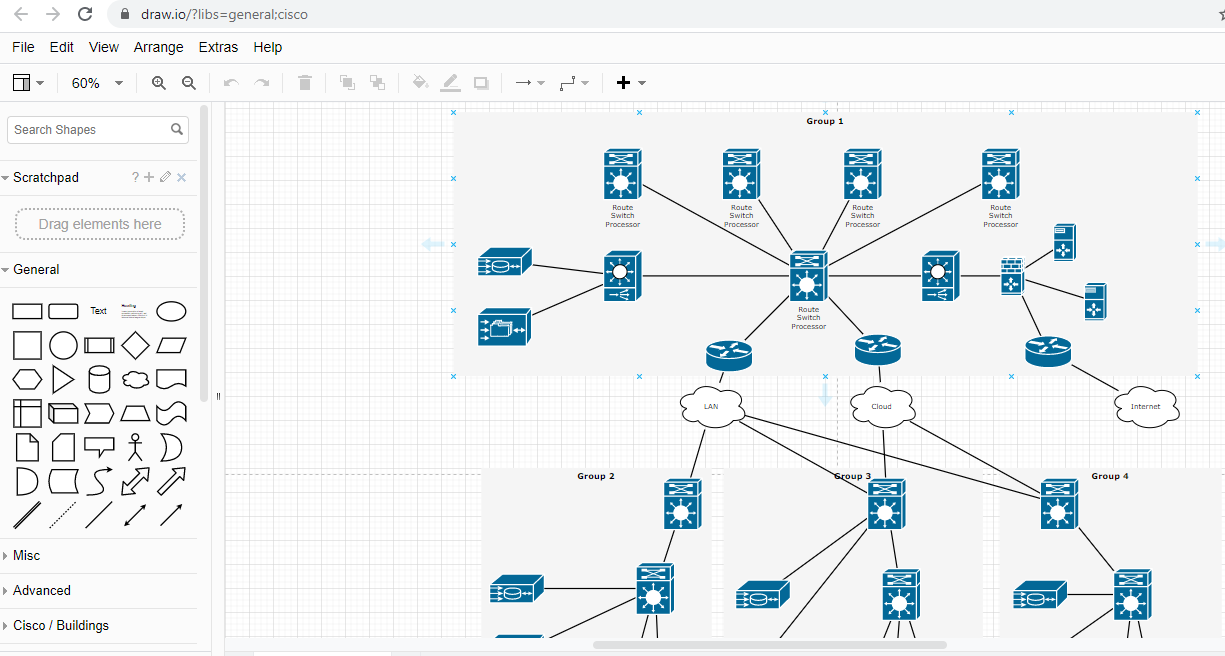 draw.io/?libs=general;cisco
File Edit View Arrange Extras Help
60%
Search Shapes
Scratchpad
?
Drag elements here
General
Text
Heading
Misc
Advanced
Cisco / Buildings
Group 1
Route
Switch
Processor
Route
Switch
Processor
Route
Switch
Processor
Route
Switch
Processor
Route
Switch
Processor
LAN
Cloud
Internet
Group 2
Group 3
Group 4